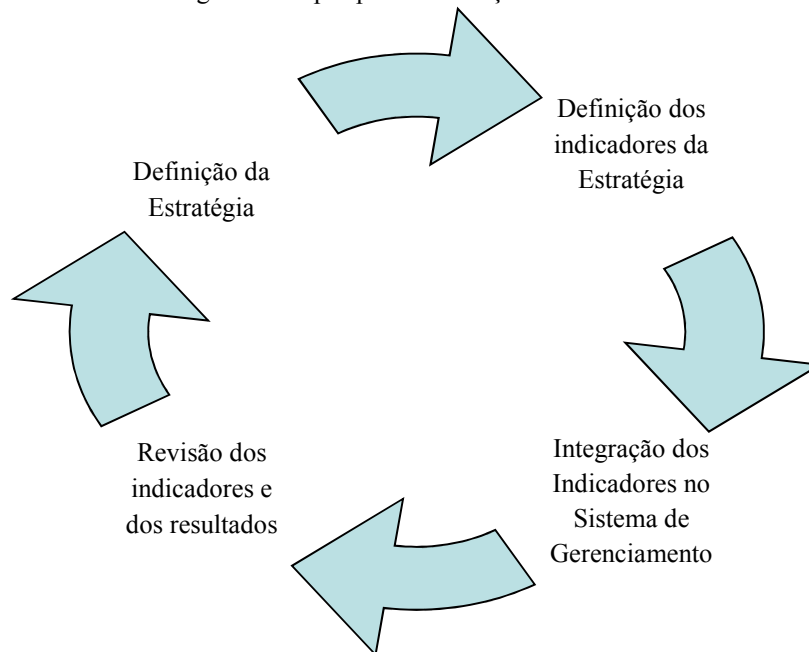 Definição da
Estratégia
Definição dos
indicadores da
Estratégia
Integração dos
Indicadores no
Sistema de
Gerenciamento
Revisão dos
indicadores e
dos resultados